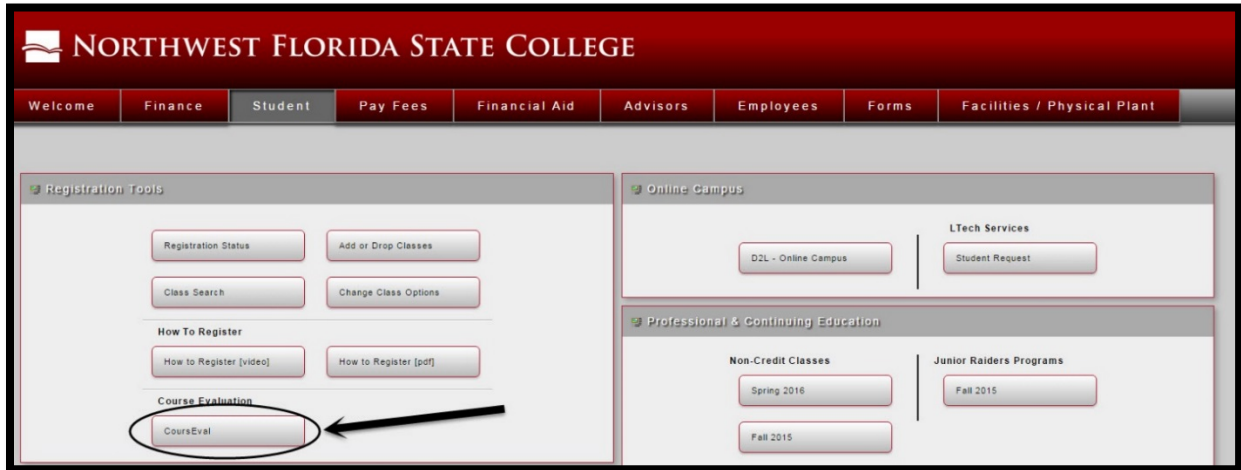 NORTHWEST FLORIDA STATE COLLEGE
Welcome Finance Student Pay Fees Financial Aid Advisors Employees Forms Facilities / Physical Plant
Registration Tools
Registration Status Add or Drop Classes
Class Search Change Class Options
How To Register
How to Register [video] How to Register [pdf]
Course Evaluation
CoursEval
Online Campus
LTech Services
D2L - Online Campus Student Request
Professional & Continuing Education
Non-Credit Classes Junior Raiders Programs
Spring 2016 Fall 2015
Fall 2015